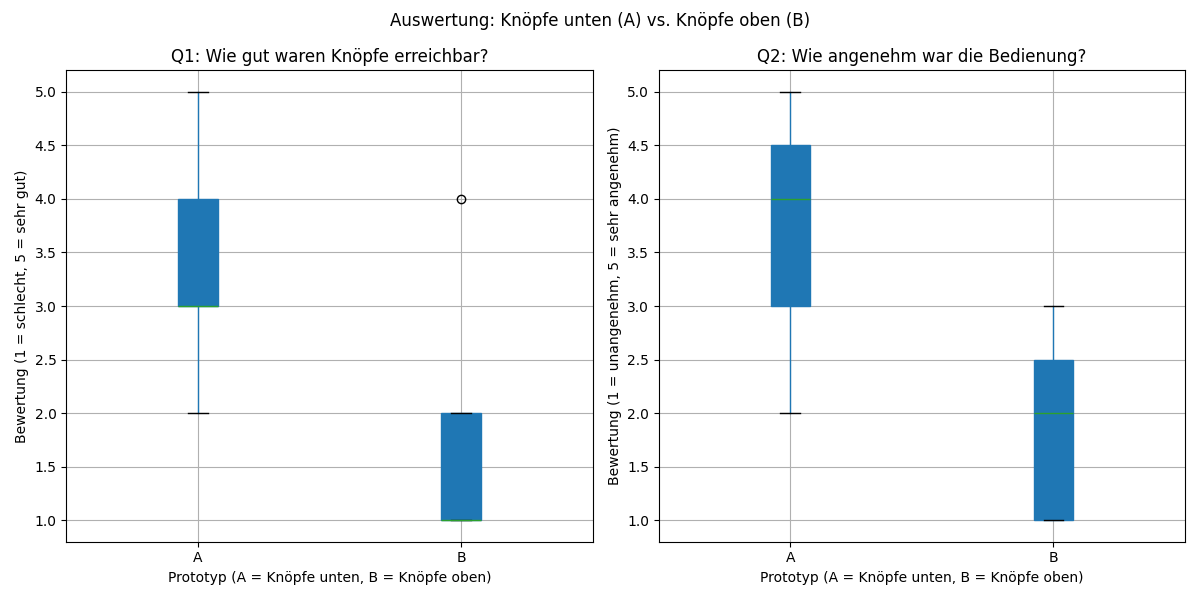 Auswertung: Knöpfe unten (A) vs. Knöpfe oben (B)
Q1: Wie gut waren Knöpfe erreichbar?
Bewertung (1 = schlecht, 5 = sehr gut)
5.0
4.5
4.0
3.5
3.0
2.5
2.0
1.5
1.0
A
B
Prototyp (A = Knöpfe unten, B = Knöpfe oben)
Q2: Wie angenehm war die Bedienung?
Bewertung (1 = unangenehm, 5 = sehr angenehm)
5.0
4.5
4.0
3.5
3.0
2.5
2.0
1.5
1.0
A
B
Prototyp (A = Knöpfe unten, B = Knöpfe oben)